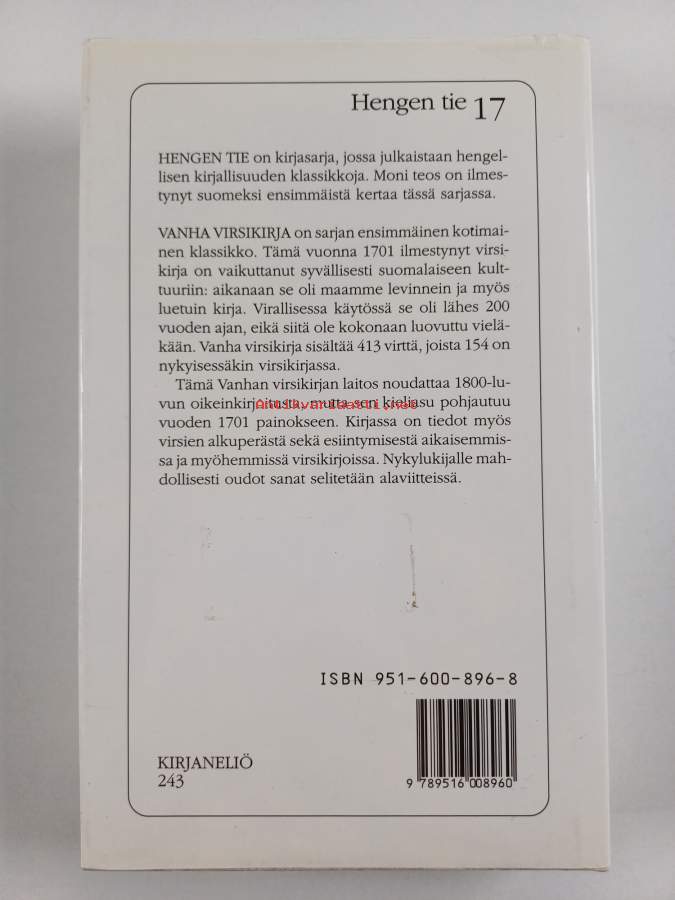 Hengen tie 17
HENGEN TIE on kirjasarja, jossa julkaistaan hengel-
lisen kirjallisuuden klassikkoja. Moni teos on ilmes-
tynyt suomeksi ensimmäistä kertaa tässä sarjassa.
VANHA VIRSIKIRJA on sarjan ensimmäinen kotimai-
nen klassikko. Tämä vuonna 1701 ilmestynyt virsi-
kirja on vaikuttanut syvällisesti suomalaiseen kult-
tuuriin: aikanaan se oli maamme levinnein ja myös
luetuin kirja. Virallisessa käytössä se oli lähes 200
vuoden ajan, eikä siitä ole kokonaan luovuttu vielä-
kään. Vanha virsikirja sisältää 413 virttä, joista 154 on
nykyisessäkin virsikirjassa.
Tämä Vanhan virsikirjan laitos noudattaa 1800-lu-
vun oikeinkirjoitusta, mutta sen kieliasu pohjautuu
Antikvariaatti.net
vuoden 1701 painokseen. Kirjassa on tiedot myös
virsien alkuperästä sekä esiintymisestä aikaisemmis-
sa ja myöhemmissä virsikirjoissa. Nykylukijalle mah-
dollisesti oudot sanat selitetään alaviitteissä.
ISBN 951-600-896-8
9 789516 008960
KIRJANELIÖ
243